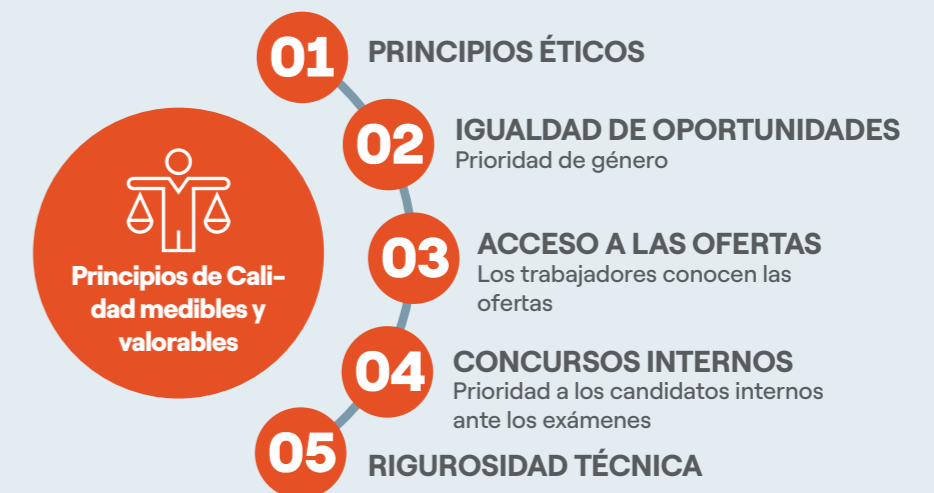 Principios de Cali-
dad medibles y
valorables
01
PRINCIPIOS ÉTICOS
02
IGUALDAD DE OPORTUNIDADES
Prioridad de género
03
ACCESO A LAS OFERTAS
Los trabajadores conocen las
ofertas
04
CONCURSOS INTERNOS
Prioridad a los candidatos internos
ante los exámenes
05
RIGUROSIDAD TÉCNICA